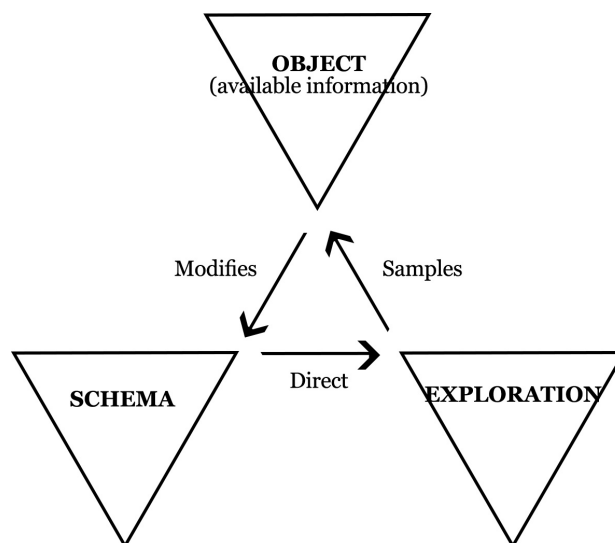 OBJECT
(available information)
Modifies
Samples
Direct
SCHEMA
EXPLORATION